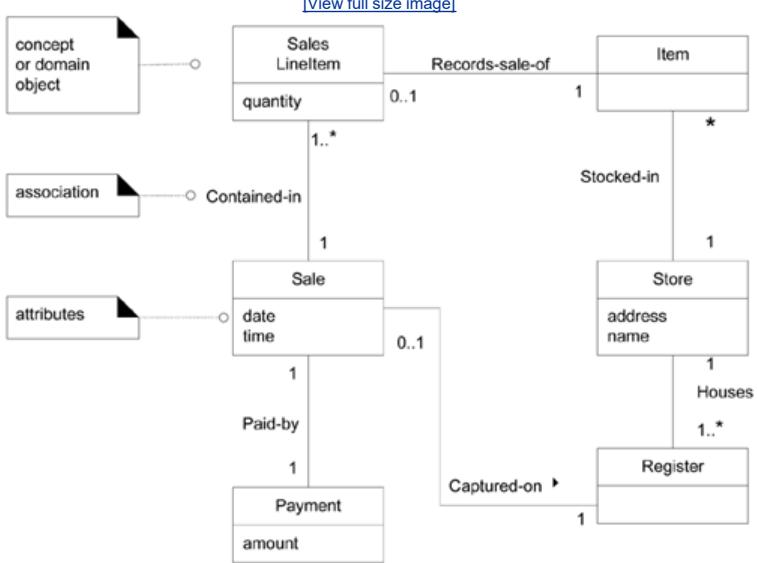 [View full size image]
concept
or domain
object
Sales
LineItem
quantity
Records-sale-of
0..1
1
Item
*
1..*
association
Contained-in
Stocked-in
1
1
attributes
Sale
date
time
0..1
Store
address
name
1
1
Houses
Paid-by
1..*
1
Register
Captured-on
1
Payment
amount